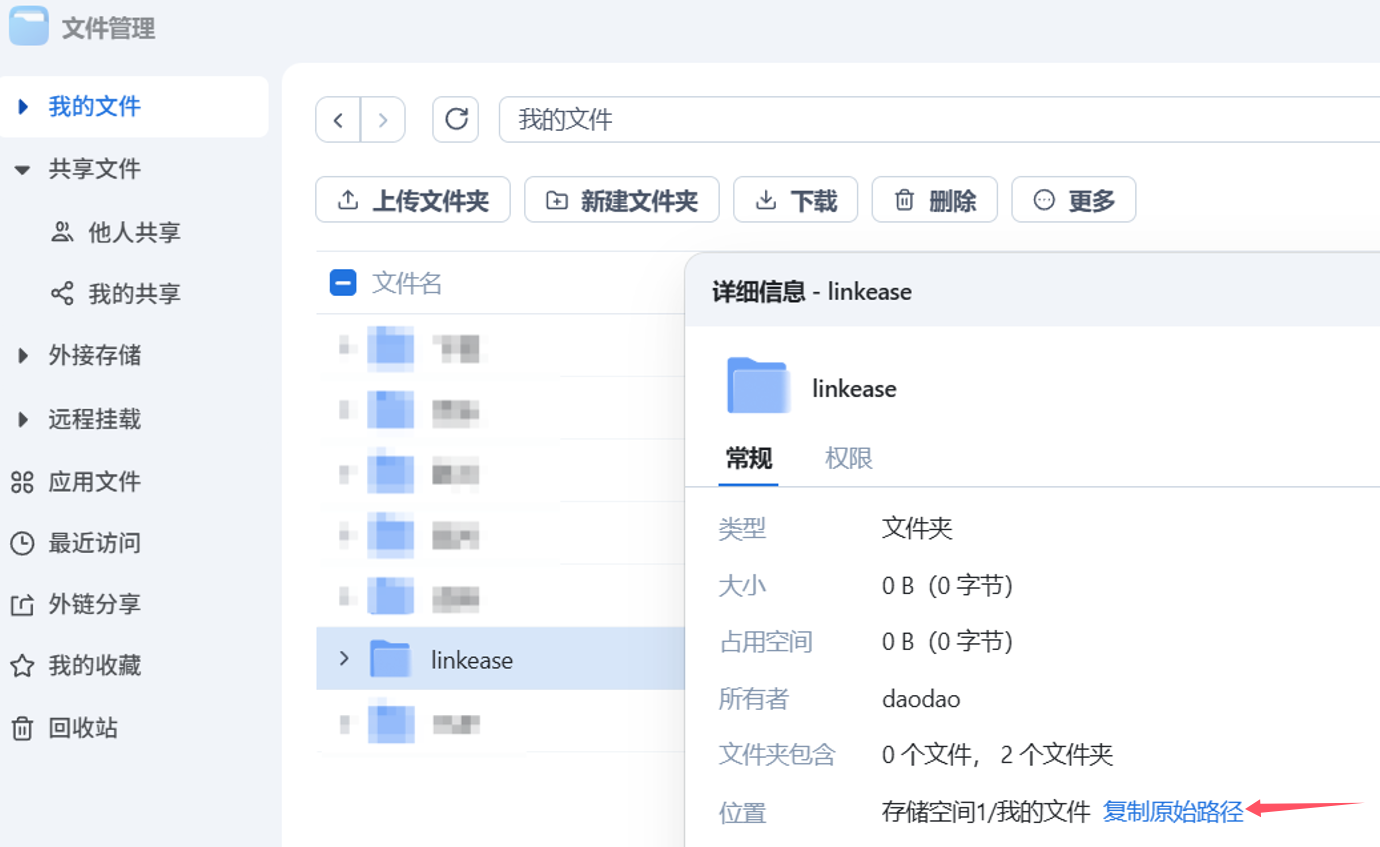 文件管理
我的文件
共享文件
他人共享
我的共享
外接存储
远程挂载
应用文件
最近访问
外链分享
我的收藏
回收站
我的文件
上传文件夹 新建文件夹 下载 删除 更多
文件名
linkease
详细信息 - linkease
linkease
常规 权限
类型 文件夹
大小 0 B（0 字节）
占用空间 0 B（0 字节）
所有者 daodao
文件夹包含 0 个文件， 2 个文件夹
位置 存储空间1/我的文件 复制原始路径